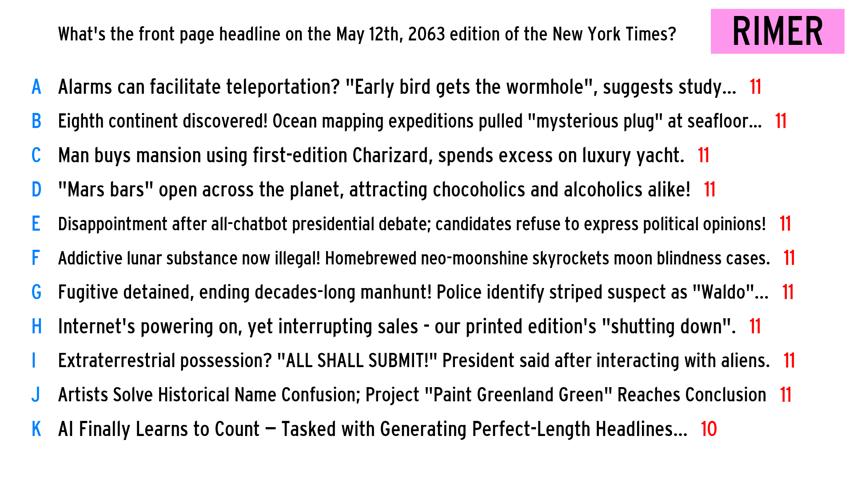 What's the front page headline on the May 12th, 2063 edition of the New York Times?
RIMER
A Alarms can facilitate teleportation? "Early bird gets the wormhole", suggests study... 11
B Eighth continent discovered! Ocean mapping expeditions pulled "mysterious plug" at seafloor... 11
C Man buys mansion using first-edition Charizard, spends excess on luxury yacht. 11
D "Mars bars" open across the planet, attracting chocoholics and alcoholics alike! 11
E Disappointment after all-chatbot presidential debate; candidates refuse to express political opinions! 11
F Addictive lunar substance now illegal! Homebrewed neo-moonshine skyrockets moon blindness cases. 11
G Fugitive detained, ending decades-long manhunt! Police identify striped suspect as "Waldo"... 11
H Internet's powering on, yet interrupting sales - our printed edition's "shutting down". 11
I Extraterrestrial possession? "ALL SHALL SUBMIT!" President said after interacting with aliens. 11
J Artists Solve Historical Name Confusion; Project "Paint Greenland Green" Reaches Conclusion 11
K AI Finally Learns to Count — Tasked with Generating Perfect-Length Headlines... 10